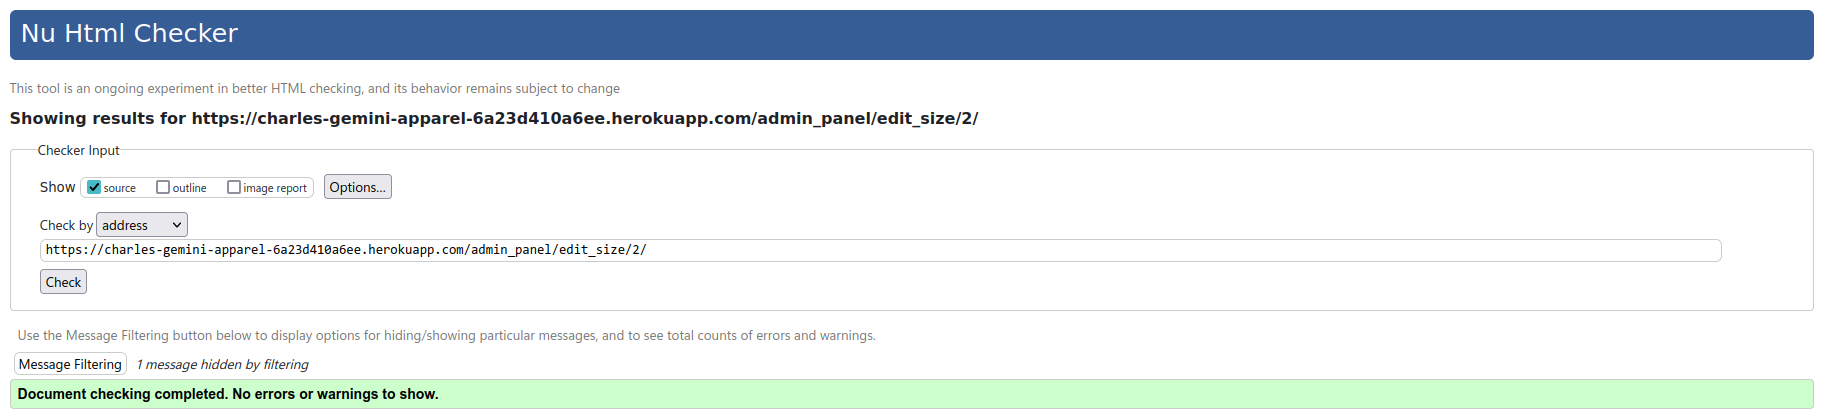 Nu Html Checker
This tool is an ongoing experiment in better HTML checking, and its behavior remains subject to change
Showing results for https://charles-gemini-apparel-6a23d410a6ee.herokuapp.com/admin_panel/edit_size/2/
Checker Input
Show source outline image report Options...
Check by address
https://charles-gemini-apparel-6a23d410a6ee.herokuapp.com/admin_panel/edit_size/2/
Check
Use the Message Filtering button below to display options for hiding/showing particular messages, and to see total counts of errors and warnings.
Message Filtering 1 message hidden by filtering
Document checking completed. No errors or warnings to show.